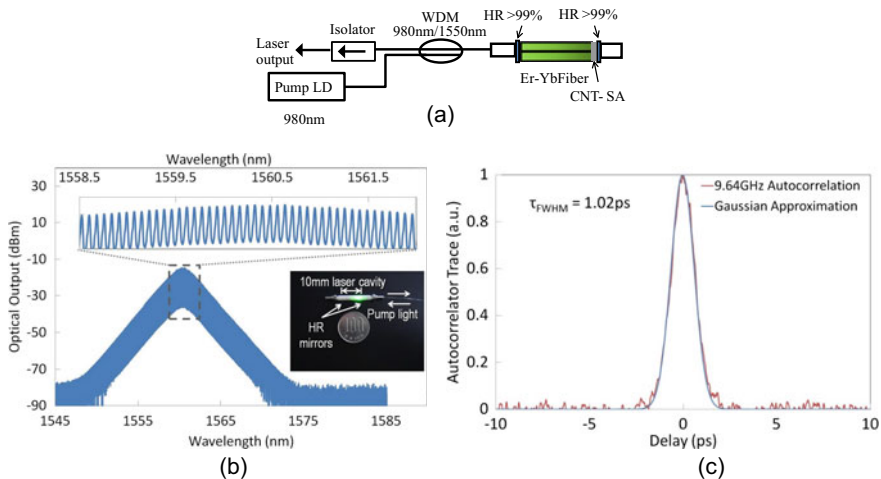 HR >99%
HR >99%
WDM
980nm/1550nm
Isolator
Laser
output
Pump LD
980nm
Er-YbFiber
CNT- SA
(a)
Wavelength (nm)
1558.5
1559.5
1560.5
1561.5
Optical Output (dBm)
30
10
-10
-30
-50
-70
-90
10mm laser cavity
HR
mirrors
Pump light
100
1545
1555
1565
1575
1585
Wavelength (nm)
(b)
Autocorrelator Trace (a.u.)
1
0.8
0.6
0.4
0.2
0
τFWHM = 1.02ps
9.64GHz Autocorrelation
Gaussian Approximation
-10
-5
0
5
10
Delay (ps)
(c)